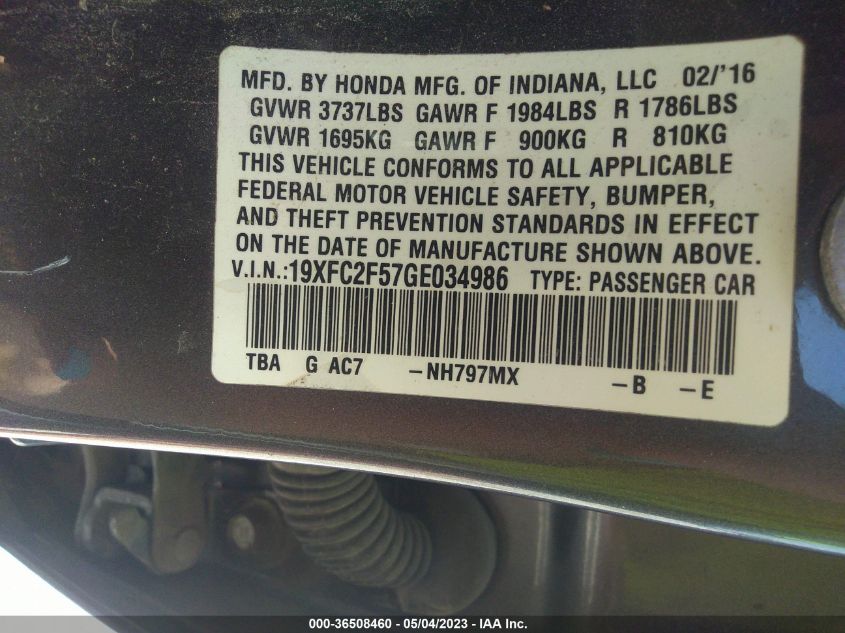 MFD. BY HONDA MFG. OF INDIANA, LLC 02/'16
GVWR 3737LBS GAWR F 1984LBS R 1786LBS
GVWR 1695KG GAWR F 900KG R 810KG
THIS VEHICLE CONFORMS TO ALL APPLICABLE
FEDERAL MOTOR VEHICLE SAFETY, BUMPER,
AND THEFT PREVENTION STANDARDS IN EFFECT
ON THE DATE OF MANUFACTURE SHOWN ABOVE.
V.I.N.:19XFC2F57GE034986 TYPE: PASSENGER CAR
TBA G AC7 –NH797MX –B –E
000-36508460 - 05/04/2023 - IAA Inc.